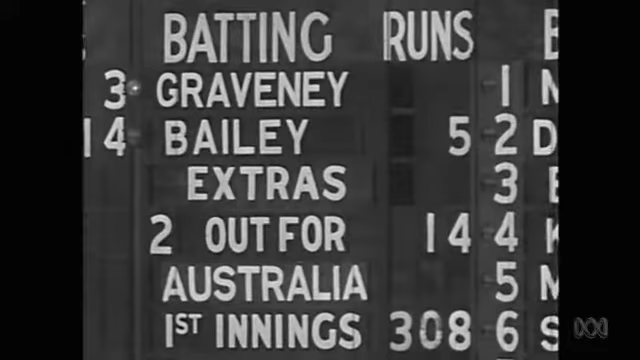 BATTING RUNS
3 GRAVENEY 1
14 BAILEY 5 2
EXTRAS 3
2 OUT FOR 14 4
AUSTRALIA 5
1ST INNINGS 308 6